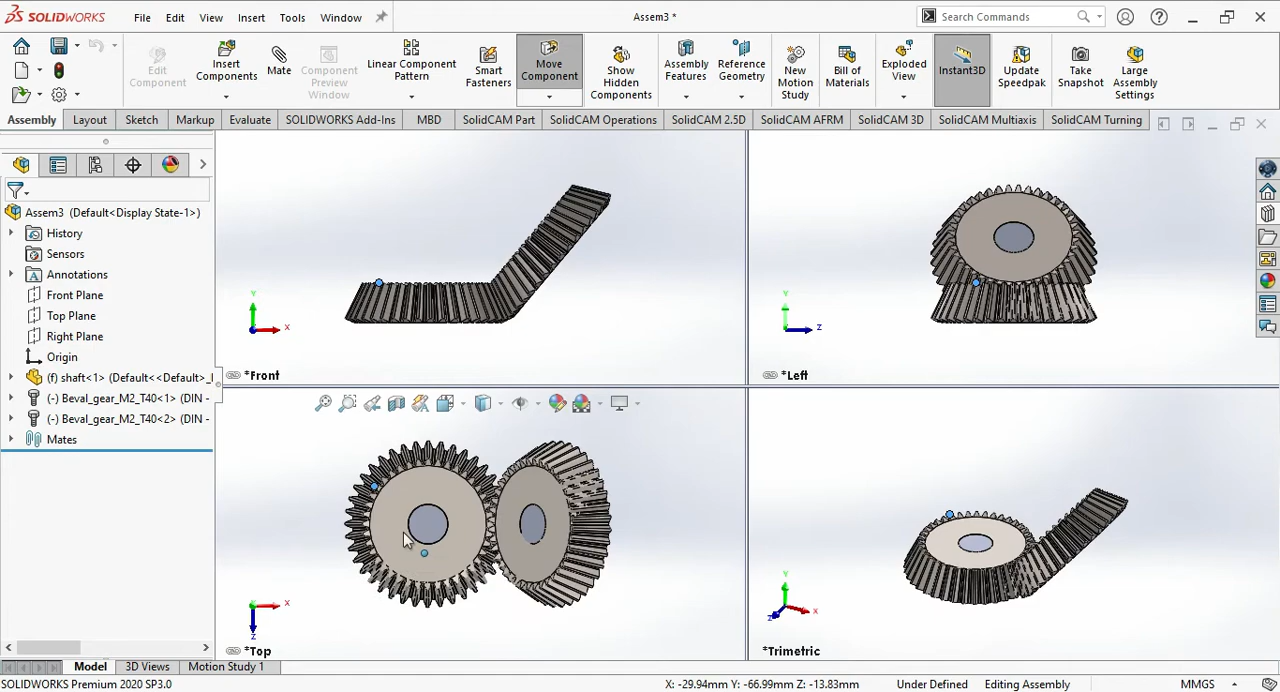 SOLIDWORKS
File
Edit
View
Insert
Tools
Window
Assem3 *
Search Commands
Edit Component
Insert Components
Mate
Component Preview Window
Linear Component Pattern
Smart Fasteners
Move Component
Show Hidden Components
Assembly Features
Reference Geometry
New Motion Study
Bill of Materials
Exploded View
Instant3D
Update Speedpak
Take Snapshot
Large Assembly Settings
Assembly
Layout
Sketch
Markup
Evaluate
SOLIDWORKS Add-Ins
MBD
SolidCAM Part
SolidCAM Operations
SolidCAM 2.5D
SolidCAM AFRM
SolidCAM 3D
SolidCAM Multiaxis
SolidCAM Turning
Assem3 (Default<Display State-1>)
History
Sensors
Annotations
Front Plane
Top Plane
Right Plane
Origin
(f) shaft<1> (Default<<Default>_
(-) Beval_gear_M2_T40<1> (DIN -
(-) Beval_gear_M2_T40<2> (DIN -
Mates
Y
X
*Front
Y
Z
*Left
X
Z
*Top
Y
X
Z
*Trimetric
Model
3D Views
Motion Study 1
SOLIDWORKS Premium 2020 SP3.0
X: -29.94mm Y: -66.99mm Z: -13.83mm
Under Defined
Editing Assembly
MMGS